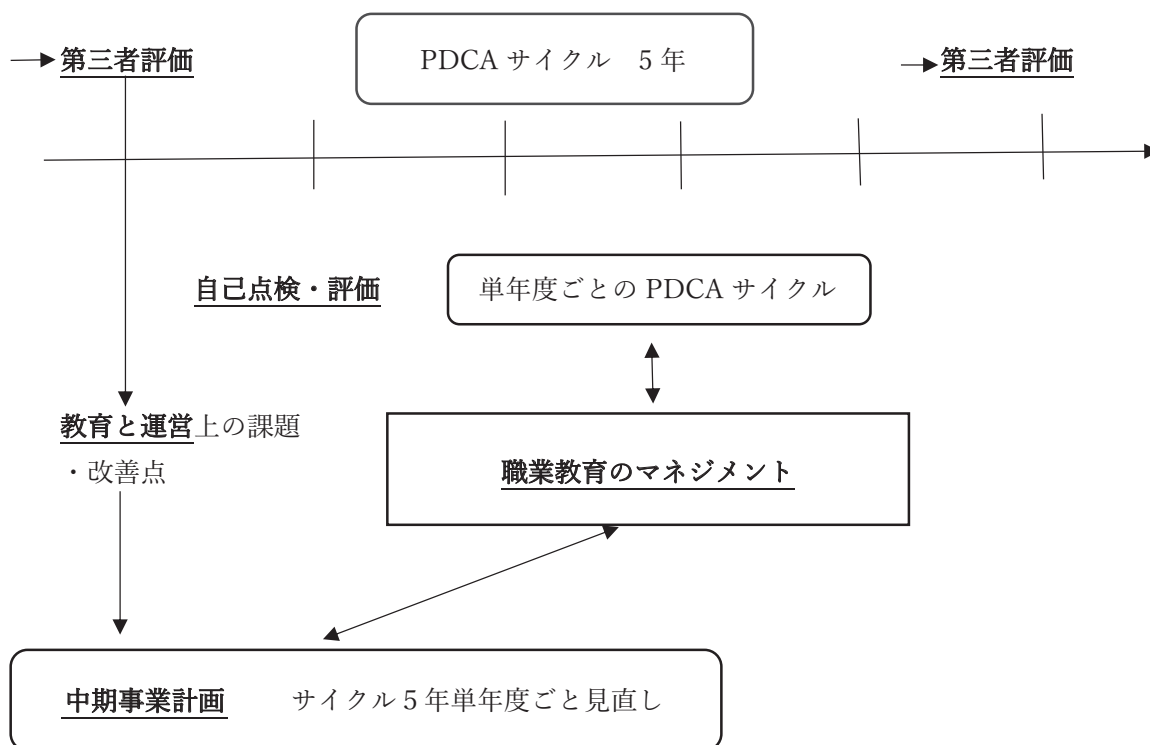 第三者評価
PDCA サイクル　5 年
第三者評価
自己点検・評価
単年度ごとの PDCA サイクル
教育と運営上の課題
・改善点
職業教育のマネジメント
中期事業計画　　サイクル 5 年単年度ごと見直し